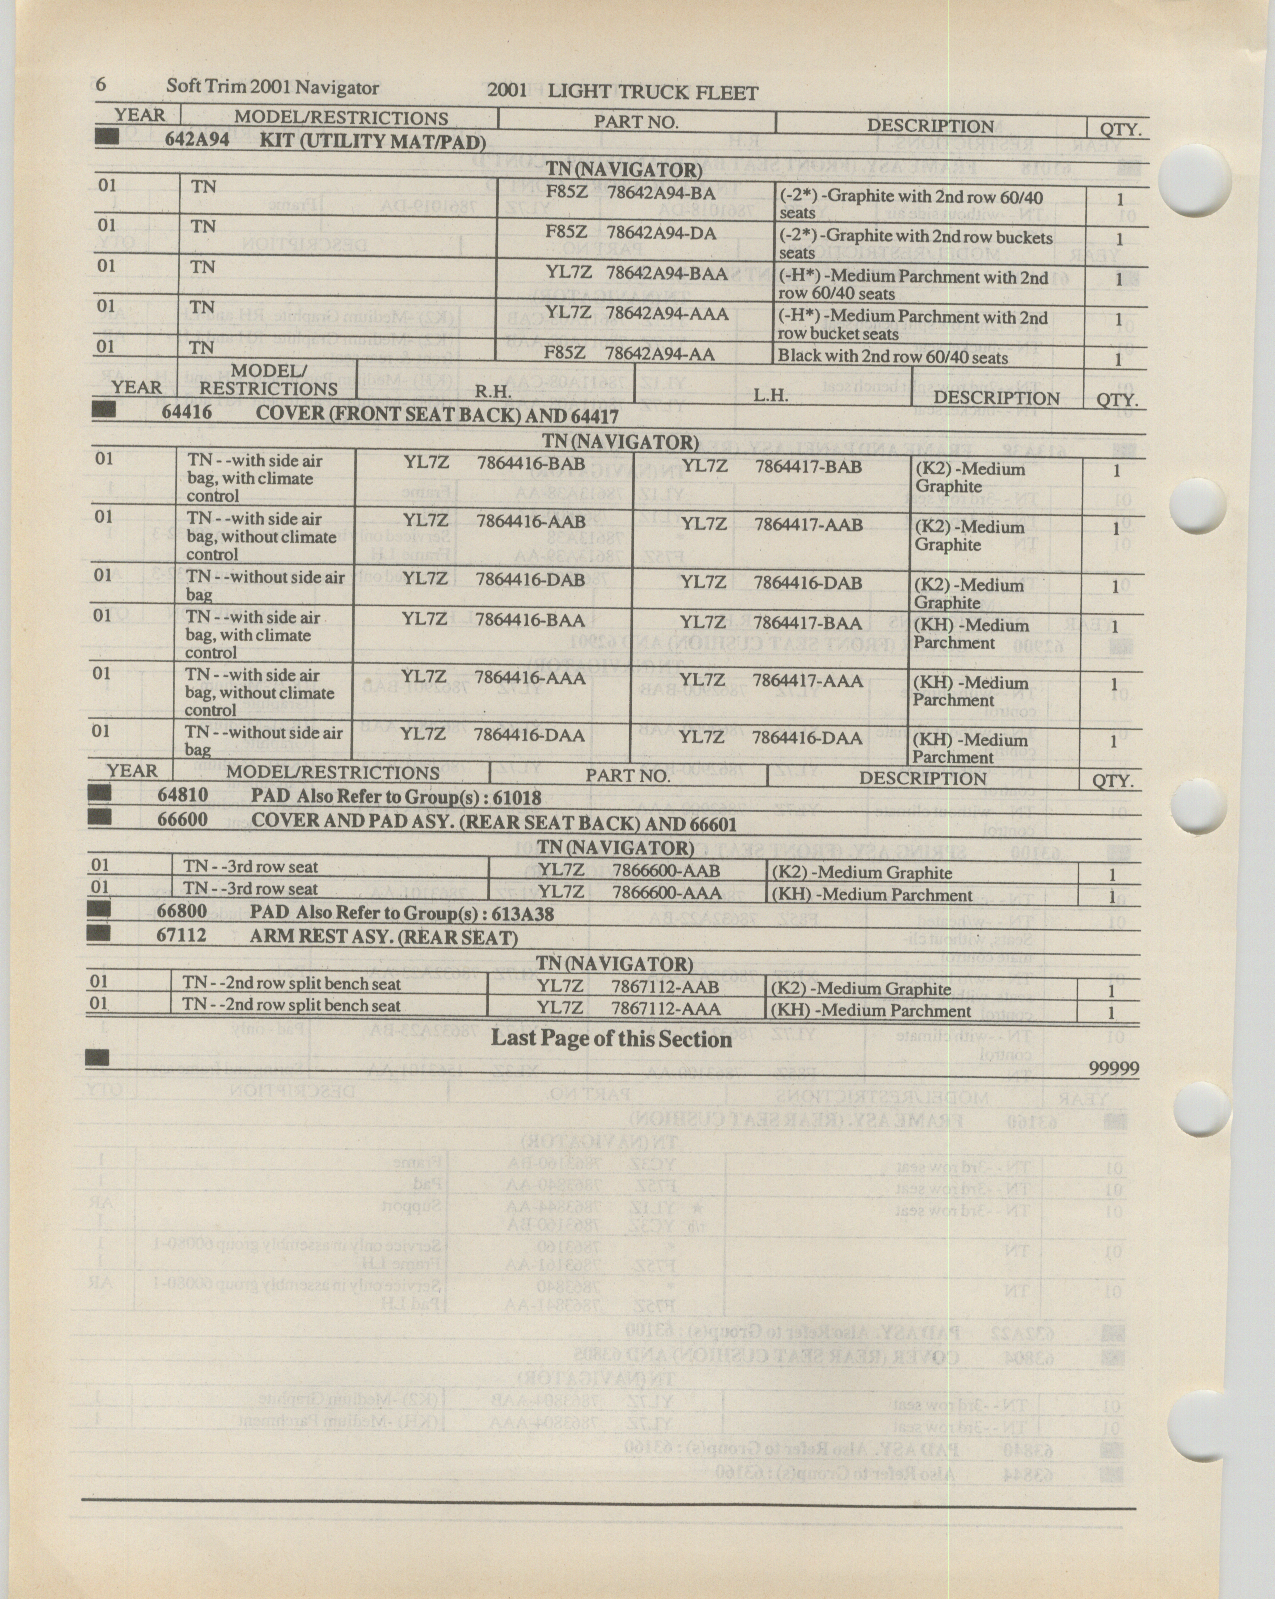 6 Soft Trim 2001 Navigator 2001 LIGHT TRUCK FLEET
YEAR MODEL/RESTRICTIONS PART NO. DESCRIPTION QTY.
642A94 KIT (UTILITY MAT/PAD)
TN (NAVIGATOR)
01 TN F85Z 78642A94-BA (-2*) -Graphite with 2nd row 60/40 1
seats
01 TN F85Z 78642A94-DA (-2*) -Graphite with 2nd row buckets 1
seats
01 TN YL7Z 78642A94-BAA (-H*) -Medium Parchment with 2nd 1
row 60/40 seats
01 TN YL7Z 78642A94-AAA (-H*) -Medium Parchment with 2nd 1
row bucket seats
01 TN F85Z 78642A94-AA Black with 2nd row 60/40 seats 1
MODEL/
YEAR RESTRICTIONS R.H. L.H. DESCRIPTION QTY.
64416 COVER (FRONT SEAT BACK) AND 64417
TN (NAVIGATOR)
01 TN - -with side air YL7Z 7864416-BAB YL7Z 7864417-BAB (K2) -Medium 1
bag, with climate Graphite
control
01 TN - -with side air YL7Z 7864416-AAB YL7Z 7864417-AAB (K2) -Medium 1
bag, without climate Graphite
control
01 TN - -without side air YL7Z 7864416-DAB YL7Z 7864416-DAB (K2) -Medium 1
bag Graphite
01 TN - -with side air YL7Z 7864416-BAA YL7Z 7864417-BAA (KH) -Medium 1
bag, with climate Parchment
control
01 TN - -with side air YL7Z 7864416-AAA YL7Z 7864417-AAA (KH) -Medium 1
bag, without climate Parchment
control
01 TN - -without side air YL7Z 7864416-DAA YL7Z 7864416-DAA (KH) -Medium 1
bag Parchment
YEAR MODEL/RESTRICTIONS PART NO. DESCRIPTION QTY.
64810 PAD Also Refer to Group(s) : 61018
66600 COVER AND PAD ASY. (REAR SEAT BACK) AND 66601
TN (NAVIGATOR)
01 TN - -3rd row seat YL7Z 7866600-AAB (K2) -Medium Graphite 1
01 TN - -3rd row seat YL7Z 7866600-AAA (KH) -Medium Parchment 1
66800 PAD Also Refer to Group(s) : 613A38
67112 ARM REST ASY. (REAR SEAT)
TN (NAVIGATOR)
01 TN - -2nd row split bench seat YL7Z 7867112-AAB (K2) -Medium Graphite 1
01 TN - -2nd row split bench seat YL7Z 7867112-AAA (KH) -Medium Parchment 1
Last Page of this Section
99999